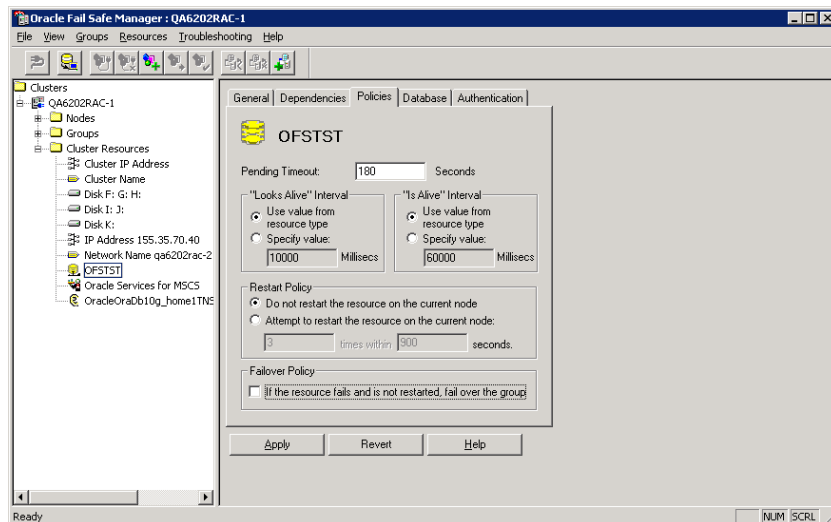 Oracle Fail Safe Manager : QA6202RAC-1
File View Groups Resources Troubleshooting Help
Clusters
QA6202RAC-1
Nodes
Groups
Cluster Resources
Cluster IP Address
Cluster Name
Disk F: G: H:
Disk I: J:
Disk K:
IP Address 155.35.70.40
Network Name qa6202rac-2
OFSTST
Oracle Services for MSCS
OracleOraDb10g_home1TNS
General Dependencies Policies Database Authentication
OFSTST
Pending Timeout: 180 Seconds
"Looks Alive" Interval
Use value from
resource type
Specify value:
10000 Millisecs
"Is Alive" Interval
Use value from
resource type
Specify value:
60000 Millisecs
Restart Policy
Do not restart the resource on the current node
Attempt to restart the resource on the current node:
3 times within 900 seconds.
Failover Policy
If the resource fails and is not restarted, fail over the group
Apply Revert Help
Ready NUM SCRL